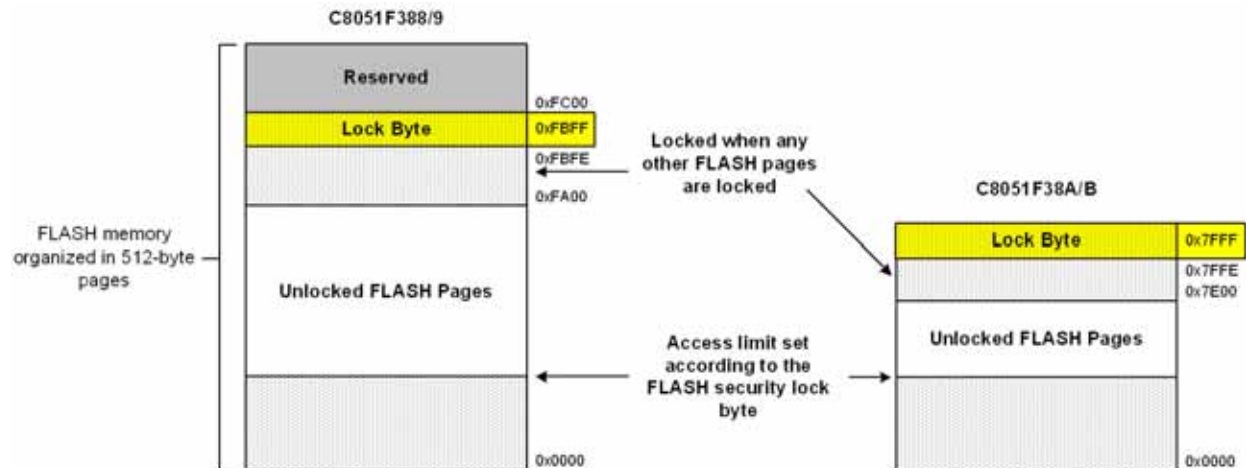 C8051F388/9
Reserved
0xFC00
Lock Byte
0xFBFF
0xFBFE
0xFA00
FLASH memory
organized in 512-byte
pages
Unlocked FLASH Pages
0x0000
Locked when any
other FLASH pages
are locked
Access limit set
according to the
FLASH security lock
byte
C8051F38A/B
Lock Byte
0x7FFF
0x7FFE
0x7E00
Unlocked FLASH Pages
0x0000